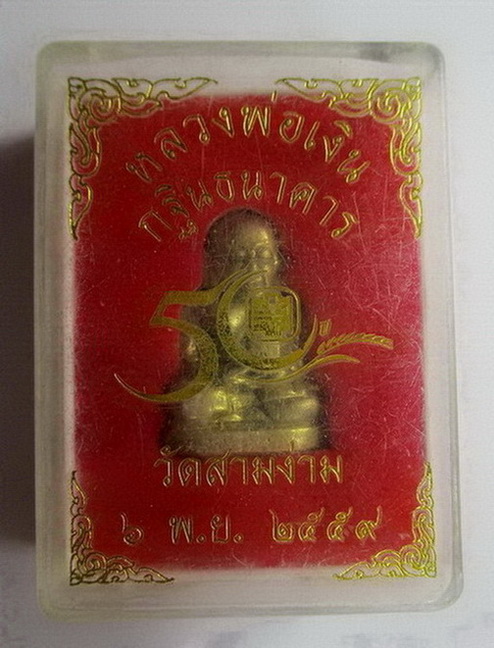 หลวงพ่อเงิน
กฐินธนาคาร
50 ปี
วัดสามง่าม
๖ พ.ย. ๒๕๕๙